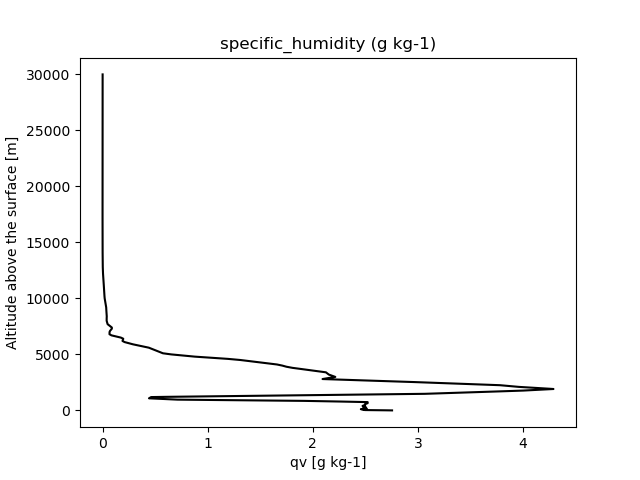 specific_humidity (g kg-1)
Altitude above the surface [m]
30000
25000
20000
15000
10000
5000
0
0 1 2 3 4
qv [g kg-1]